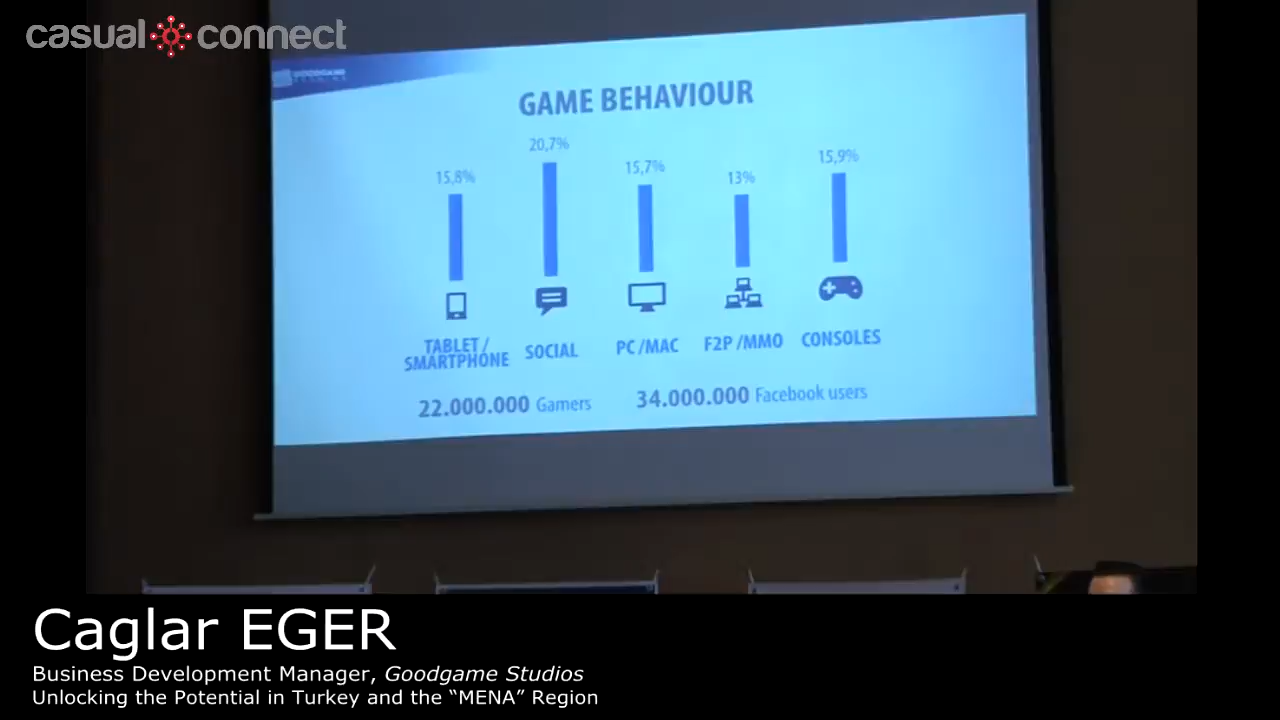 casual connect
GOODGAME
GAME BEHAVIOUR
15,8%
20,7%
15,7%
13%
15,9%
TABLET /
SMARTPHONE
SOCIAL
PC /MAC
F2P /MMO
CONSOLES
22.000.000 Gamers
34.000.000 Facebook users
Caglar EGER
Business Development Manager, Goodgame Studios
Unlocking the Potential in Turkey and the “MENA” Region